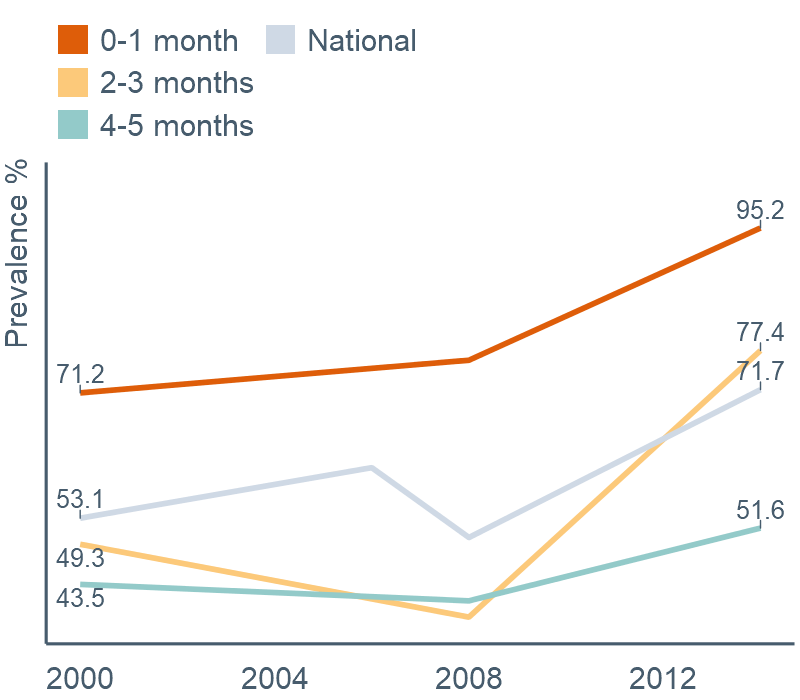 0-1 month
National
2-3 months
4-5 months
Prevalence %
95.2
77.4
71.7
71.2
53.1
51.6
49.3
43.5
2000 2004 2008 2012